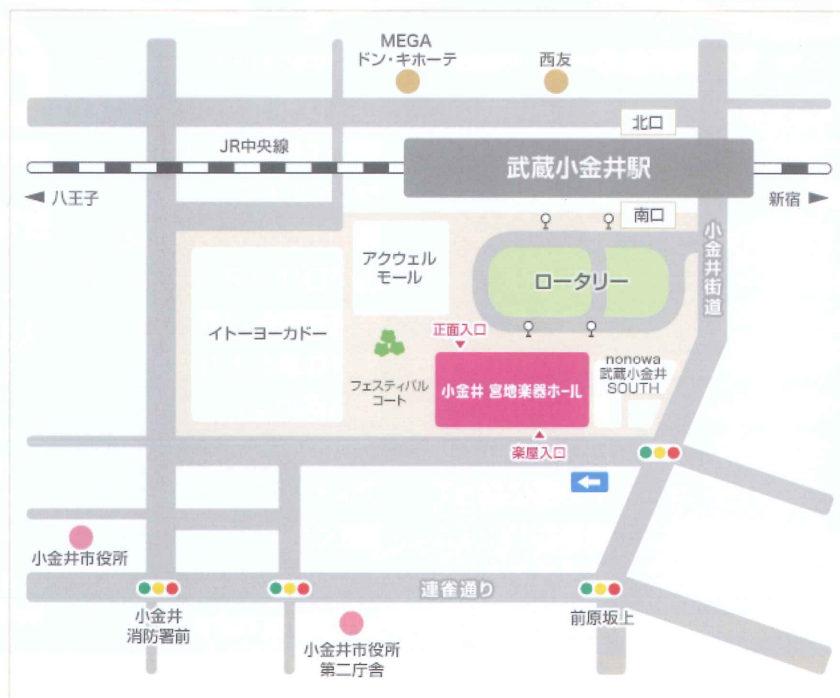 MEGA
ドン・キホーテ
西友
北口
JR中央線
武蔵小金井駅
八王子
新宿
南口
小金井街道
アクウェル
モール
ロータリー
イトーヨーカドー
正面入口
nonowa
武蔵小金井
SOUTH
フェスティバル
コート
小金井 宮地楽器ホール
楽屋入口
小金井市役所
連雀通り
小金井
消防署前
前原坂上
小金井市役所
第二庁舎